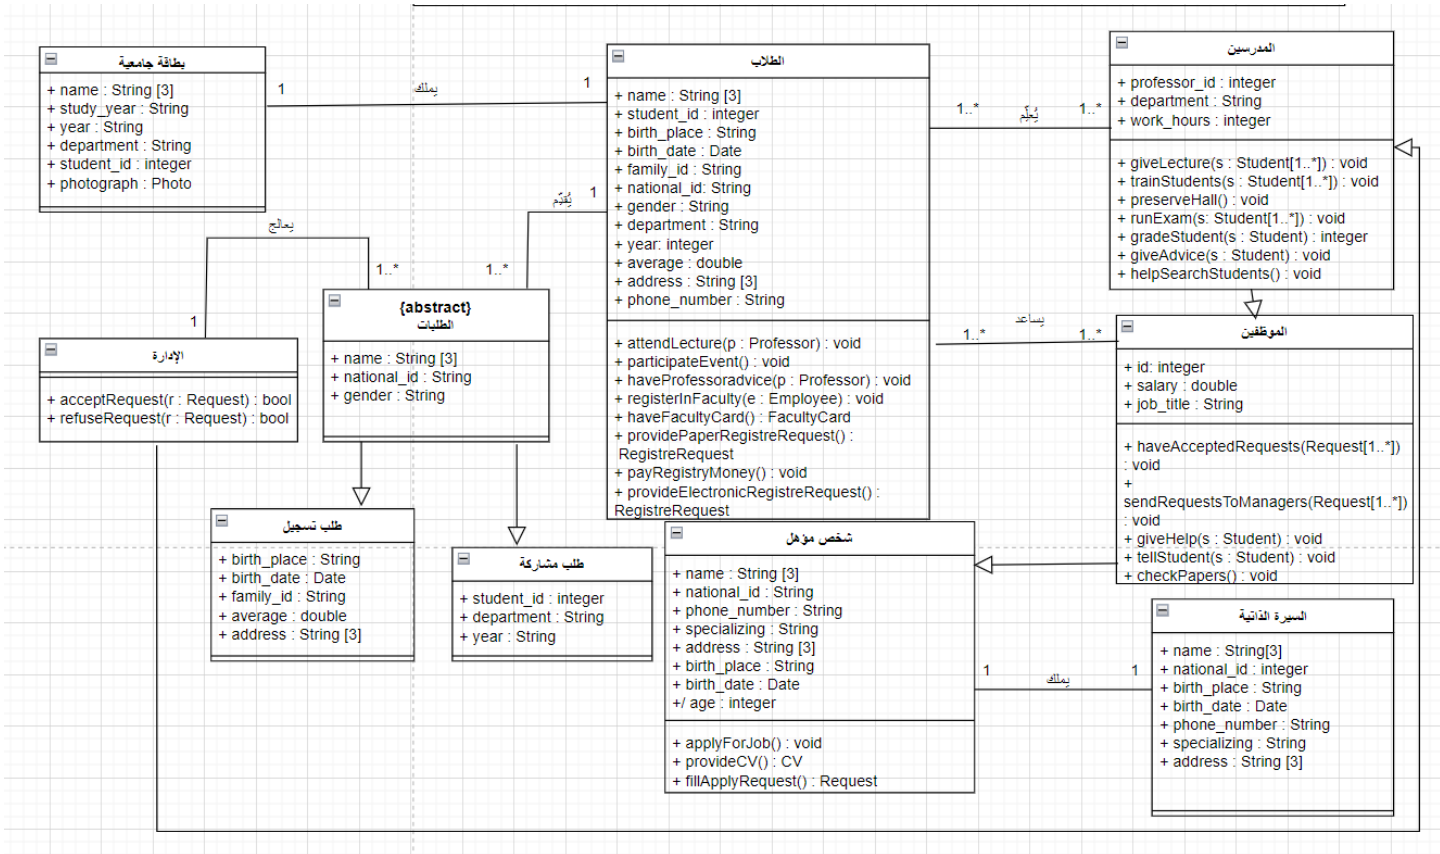 بطاقة جامعية
+ name : String [3]
+ study_year : String
+ year : String
+ department : String
+ student_id : integer
+ photograph : Photo
1
يملك
1
الطلاب
+ name : String [3]
+ student_id : integer
+ birth_place : String
+ birth_date : Date
+ family_id : String
+ national_id: String
+ gender : String
+ department : String
+ year: integer
+ average : double
+ address : String [3]
+ phone_number : String
+ attendLecture(p : Professor) : void
+ participateEvent() : void
+ haveProfessoradvice(p : Professor) : void
+ registerInFaculty(e : Employee) : void
+ haveFacultyCard() : FacultyCard
+ providePaperRegistreRequest() :
RegistreRequest
+ payRegistryMoney() : void
+ provideElectronicRegistreRequest() :
RegistreRequest
1..*
يُعلِّم
1..*
المدرسين
+ professor_id : integer
+ department : String
+ work_hours : integer
+ giveLecture(s : Student[1..*]) : void
+ trainStudents(s : Student[1..*]) : void
+ preserveHall() : void
+ runExam(s: Student[1..*]) : void
+ gradeStudent(s : Student) : integer
+ giveAdvice(s : Student) : void
+ helpSearchStudents() : void
يُقدِّم
1
1..*
يعالج
1..*
1
{abstract}
الطلبات
+ name : String [3]
+ national_id : String
+ gender : String
الإدارة
+ acceptRequest(r : Request) : bool
+ refuseRequest(r : Request) : bool
1..*
يساعد
1..*
الموظفين
+ id: integer
+ salary : double
+ job_title : String
+ haveAcceptedRequests(Request[1..*])
: void
+
sendRequestsToManagers(Request[1..*])
: void
+ giveHelp(s : Student) : void
+ tellStudent(s : Student) : void
+ checkPapers() : void
طلب تسجيل
+ birth_place : String
+ birth_date : Date
+ family_id : String
+ average : double
+ address : String [3]
طلب مشاركة
+ student_id : integer
+ department : String
+ year : String
شخص مؤهل
+ name : String [3]
+ national_id : String
+ phone_number : String
+ specializing : String
+ address : String [3]
+ birth_place : String
+ birth_date : Date
+/ age : integer
+ applyForJob() : void
+ provideCV() : CV
+ fillApplyRequest() : Request
1
يملك
1
السيرة الذاتية
+ name : String[3]
+ national_id : integer
+ birth_place : String
+ birth_date : Date
+ phone_number : String
+ specializing : String
+ address : String [3]